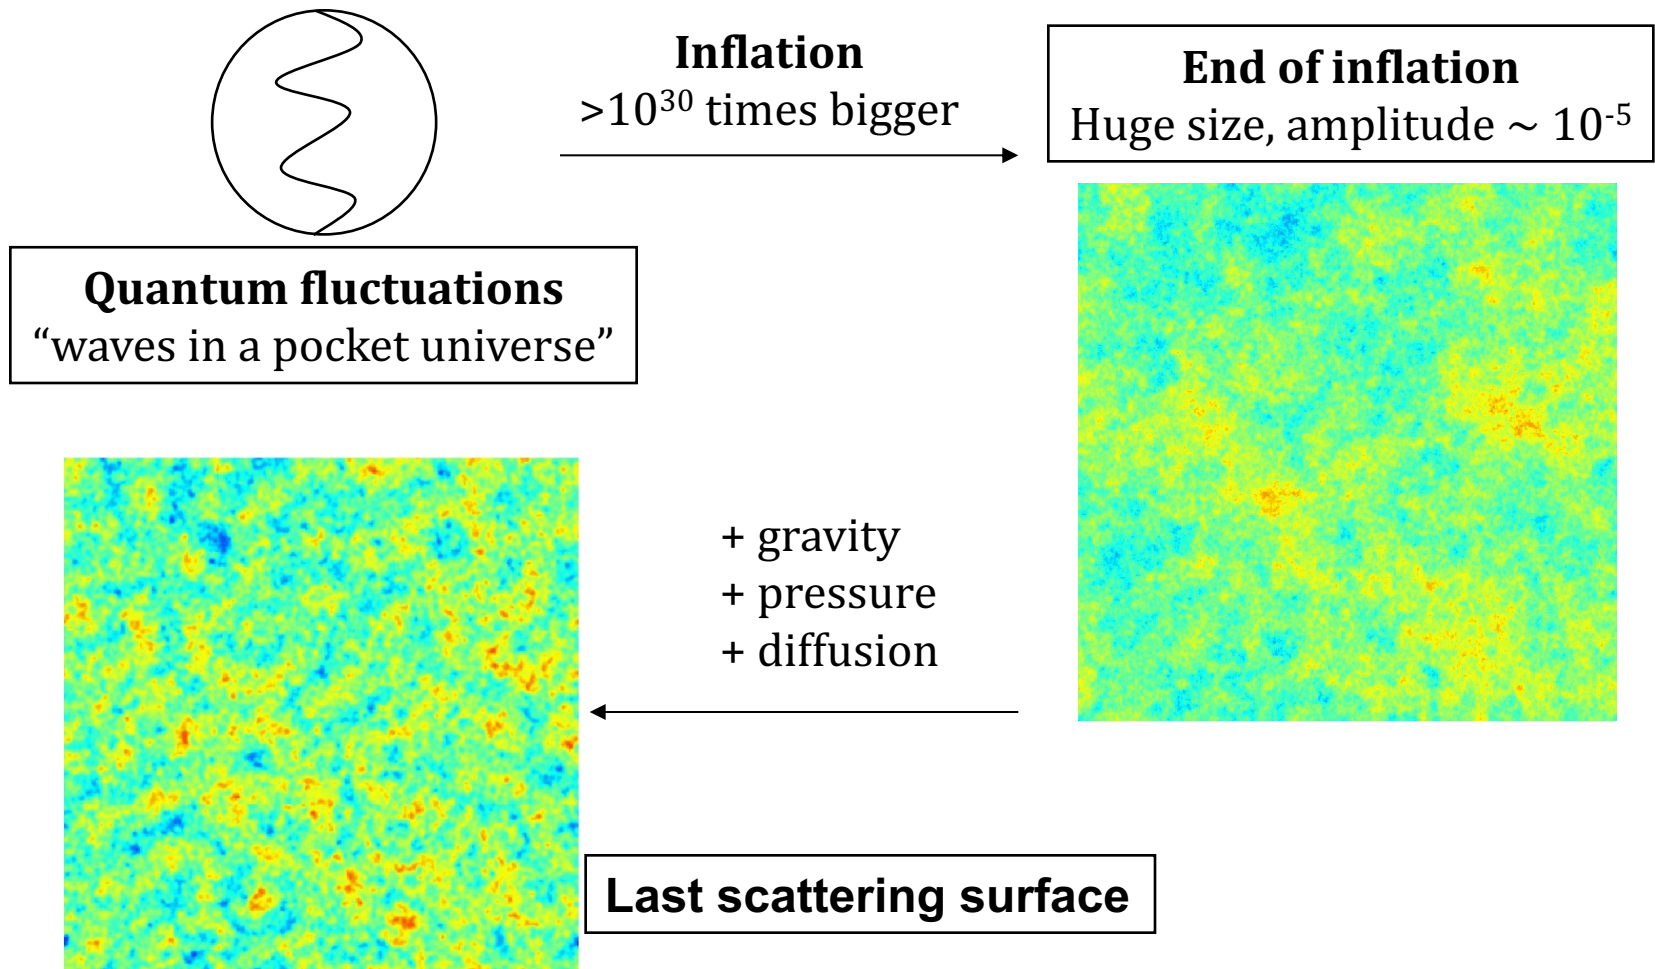 Inflation
>10³⁰ times bigger
End of inflation
Huge size, amplitude ~ 10⁻⁵
Quantum fluctuations
“waves in a pocket universe”
+ gravity
+ pressure
+ diffusion
Last scattering surface